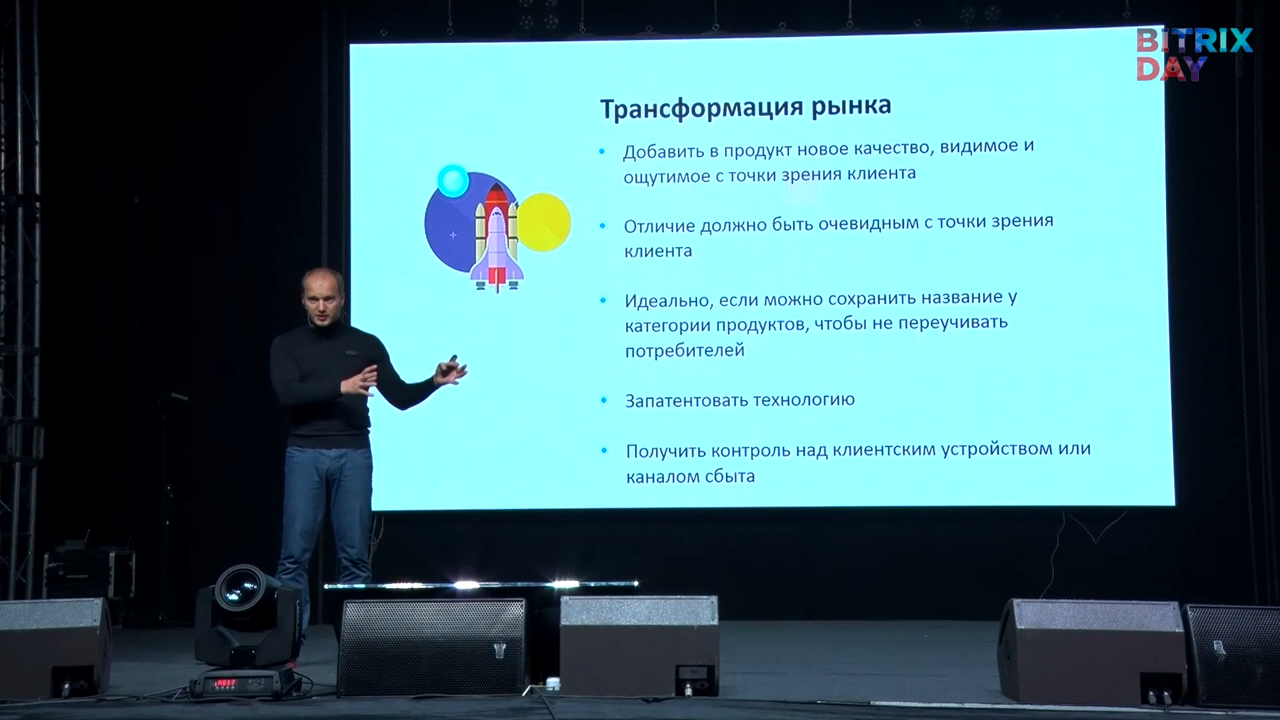 BITRIX
DAY
Трансформация рынка
Добавить в продукт новое качество, видимое и
ощутимое с точки зрения клиента
Отличие должно быть очевидным с точки зрения
клиента
Идеально, если можно сохранить название у
категории продуктов, чтобы не переучивать
потребителей
Запатентовать технологию
Получить контроль над клиентским устройством или
каналом сбыта